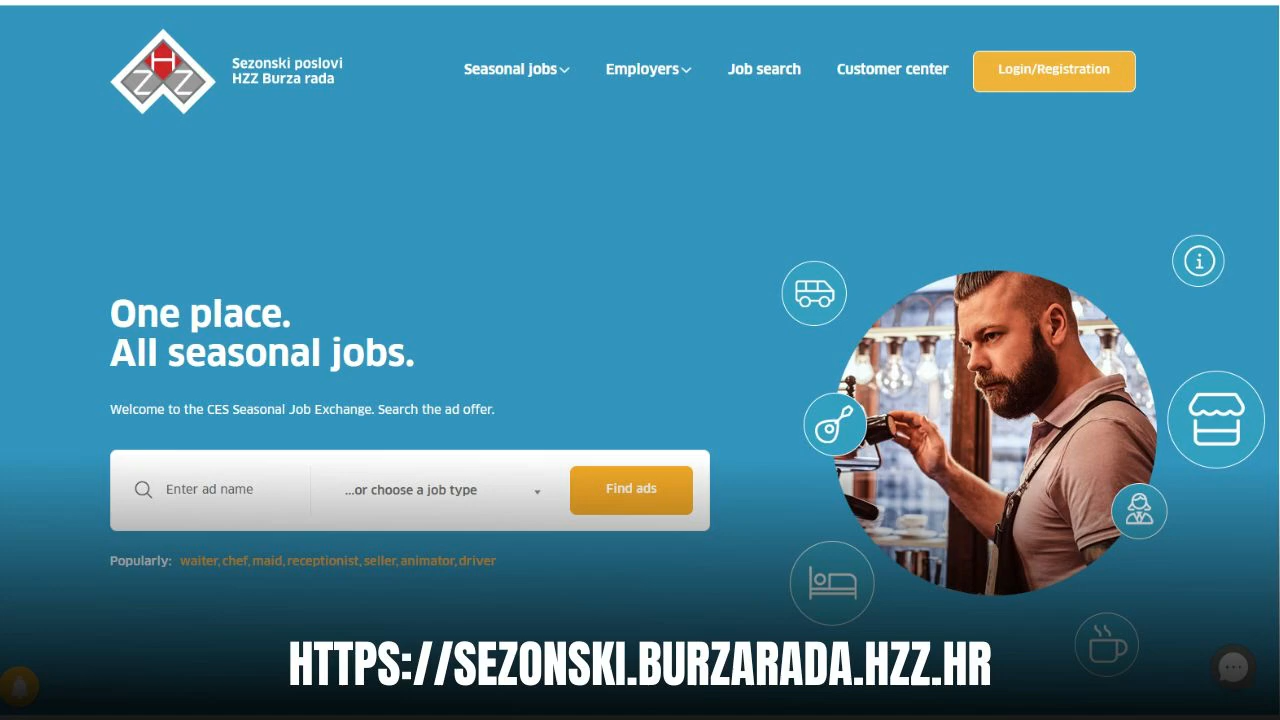 HZZ
Sezonski poslovi
HZZ Burza rada
Seasonal jobs
Employers
Job search
Customer center
Login/Registration
One place.
All seasonal jobs.
Welcome to the CES Seasonal Job Exchange. Search the ad offer.
Enter ad name
...or choose a job type
Find ads
Popularly: waiter, chef, maid, receptionist, seller, animator, driver
HTTPS://SEZONSKI.BURZARADA.HZZ.HR